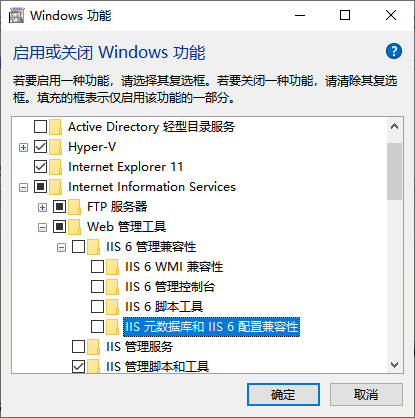 Windows 功能
启用或关闭 Windows 功能
若要启用一种功能，请选择其复选框。若要关闭一种功能，请清除其复选
框。填充的框表示仅启用该功能的一部分。
Active Directory 轻型目录服务
Hyper-V
Internet Explorer 11
Internet Information Services
FTP 服务器
Web 管理工具
IIS 6 管理兼容性
IIS 6 WMI 兼容性
IIS 6 管理控制台
IIS 6 脚本工具
IIS 元数据库和 IIS 6 配置兼容性
IIS 管理服务
IIS 管理脚本和工具
确定
取消